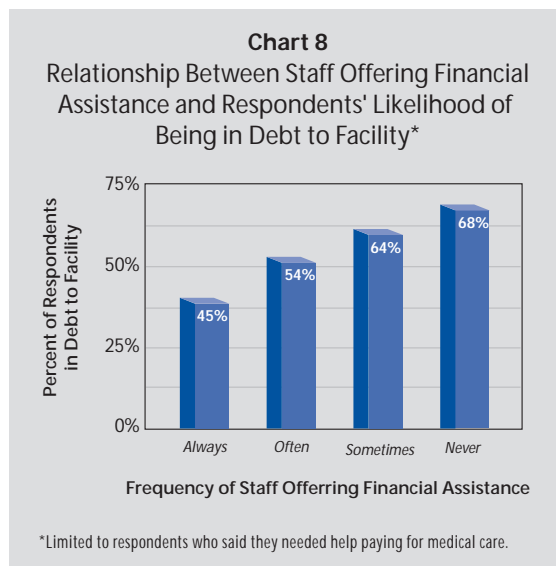 Chart 8
Relationship Between Staff Offering Financial
Assistance and Respondents' Likelihood of
Being in Debt to Facility*
Percent of Respondents
in Debt to Facility
75%
50%
25%
0%
45%
54%
64%
68%
Always
Often
Sometimes
Never
Frequency of Staff Offerring Financial Assistance
*Limited to respondents who said they needed help paying for medical care.